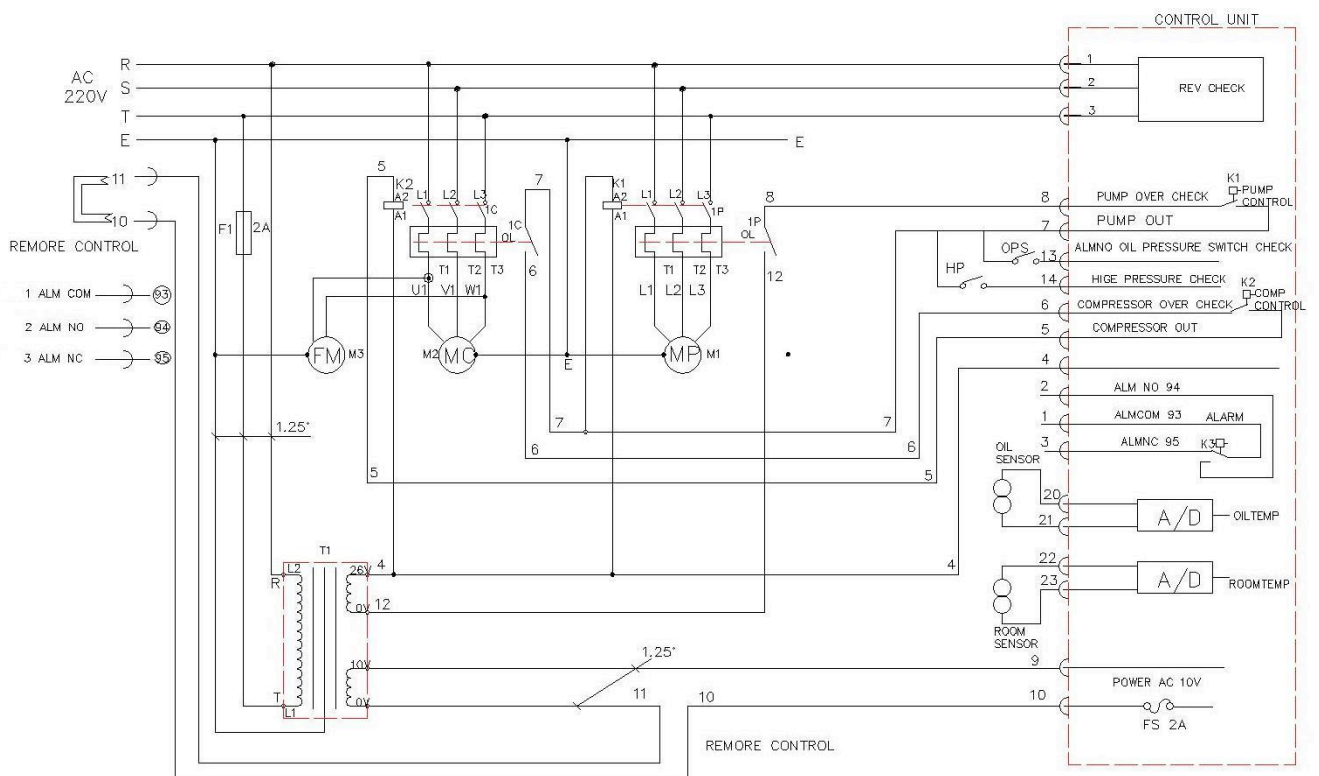 CONTROL UNIT
AC
220V
R
S
T
E
E
1
2
3
REV CHECK
11
10
REMORE CONTROL
1 ALM COM 93
2 ALM NO 94
3 ALM NC 95
F1 2A
5
K2
A2
A1
L1 L2 L3
1C
OL
1C
7
6
T1 T2 T3
U1 V1 W1
K1
A2
A1
L1 L2 L3
1P
OL
1P
8
12
T1 T2 T3
L1 L2 L3
FM M3
M2 MC
E
MP M1
8 PUMP OVER CHECK
K1
PUMP
CONTROL
7 PUMP OUT
OPS 13 ALMNO OIL PRESSURE SWITCH CHECK
HP 14 HIGE PRESSURE CHECK
6 COMPRESSOR OVER CHECK
K2
COMP
CONTROL
5 COMPRESSOR OUT
4
2 ALM NO 94
1 ALMCOM 93 ALARM
3 ALMNC 95 K3
1.25"
7
7
6
6
5
5
OIL
SENSOR
20
21
A/D OILTEMP
22
23
A/D ROOMTEMP
ROOM
SENSOR
T1
R L2
26V 4
4
0V 12
10V
0V
T
L1
1.25"
11
10
9
POWER AC 10V
10
FS 2A
REMORE CONTROL